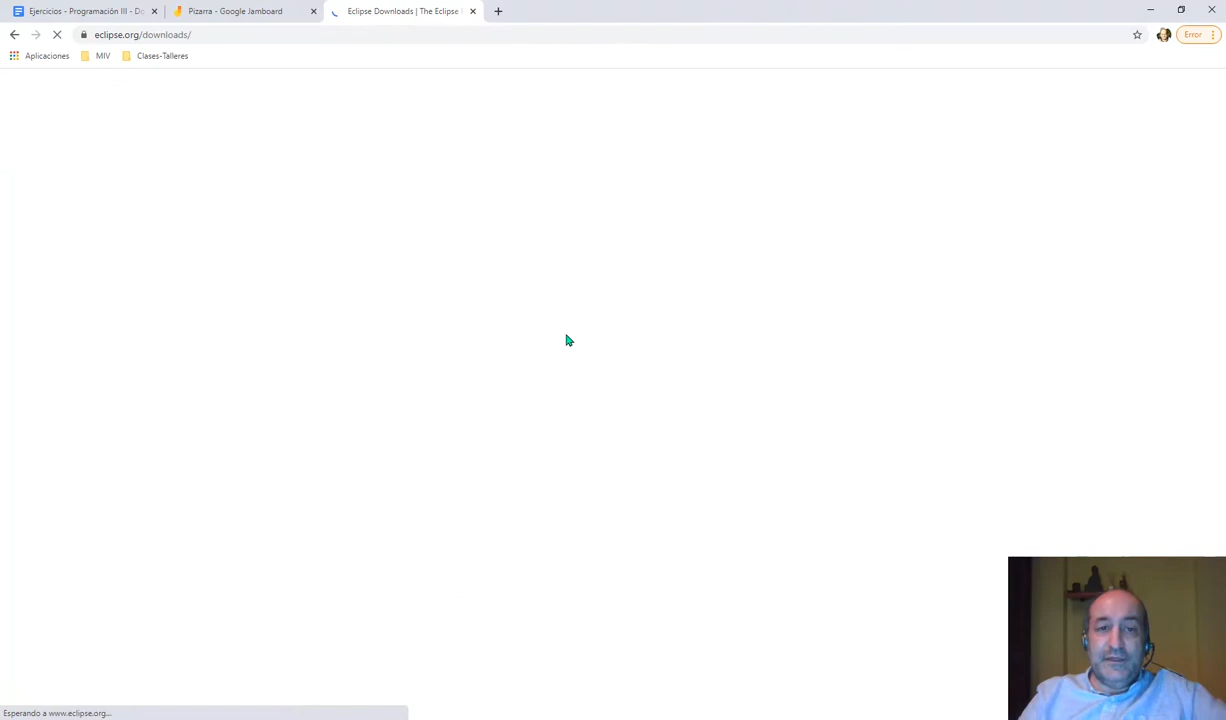 Ejercicios - Programación III - Do
Pizarra - Google Jamboard
Eclipse Downloads | The Eclipse
eclipse.org/downloads/
Error
Aplicaciones
MIV
Clases-Talleres
Esperando a www.eclipse.org...